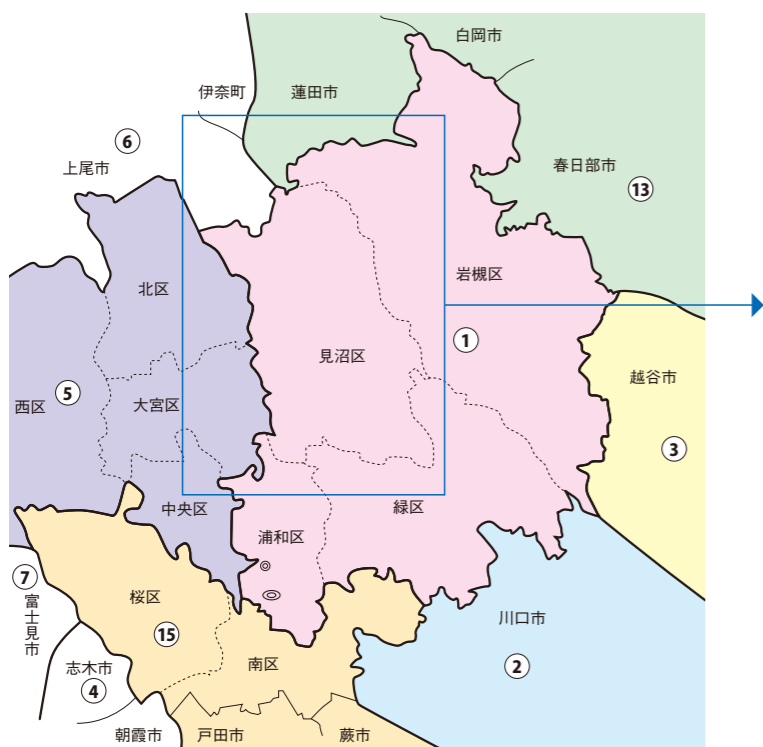 白岡市
伊奈町
蓮田市
⑥
上尾市
春日部市
⑬
岩槻区
北区
①
見沼区
越谷市
⑤
西区
大宮区
③
中央区
緑区
浦和区
⑦
富士見市
桜区
川口市
⑮
志木市
南区
②
④
朝霞市
戸田市
蕨市